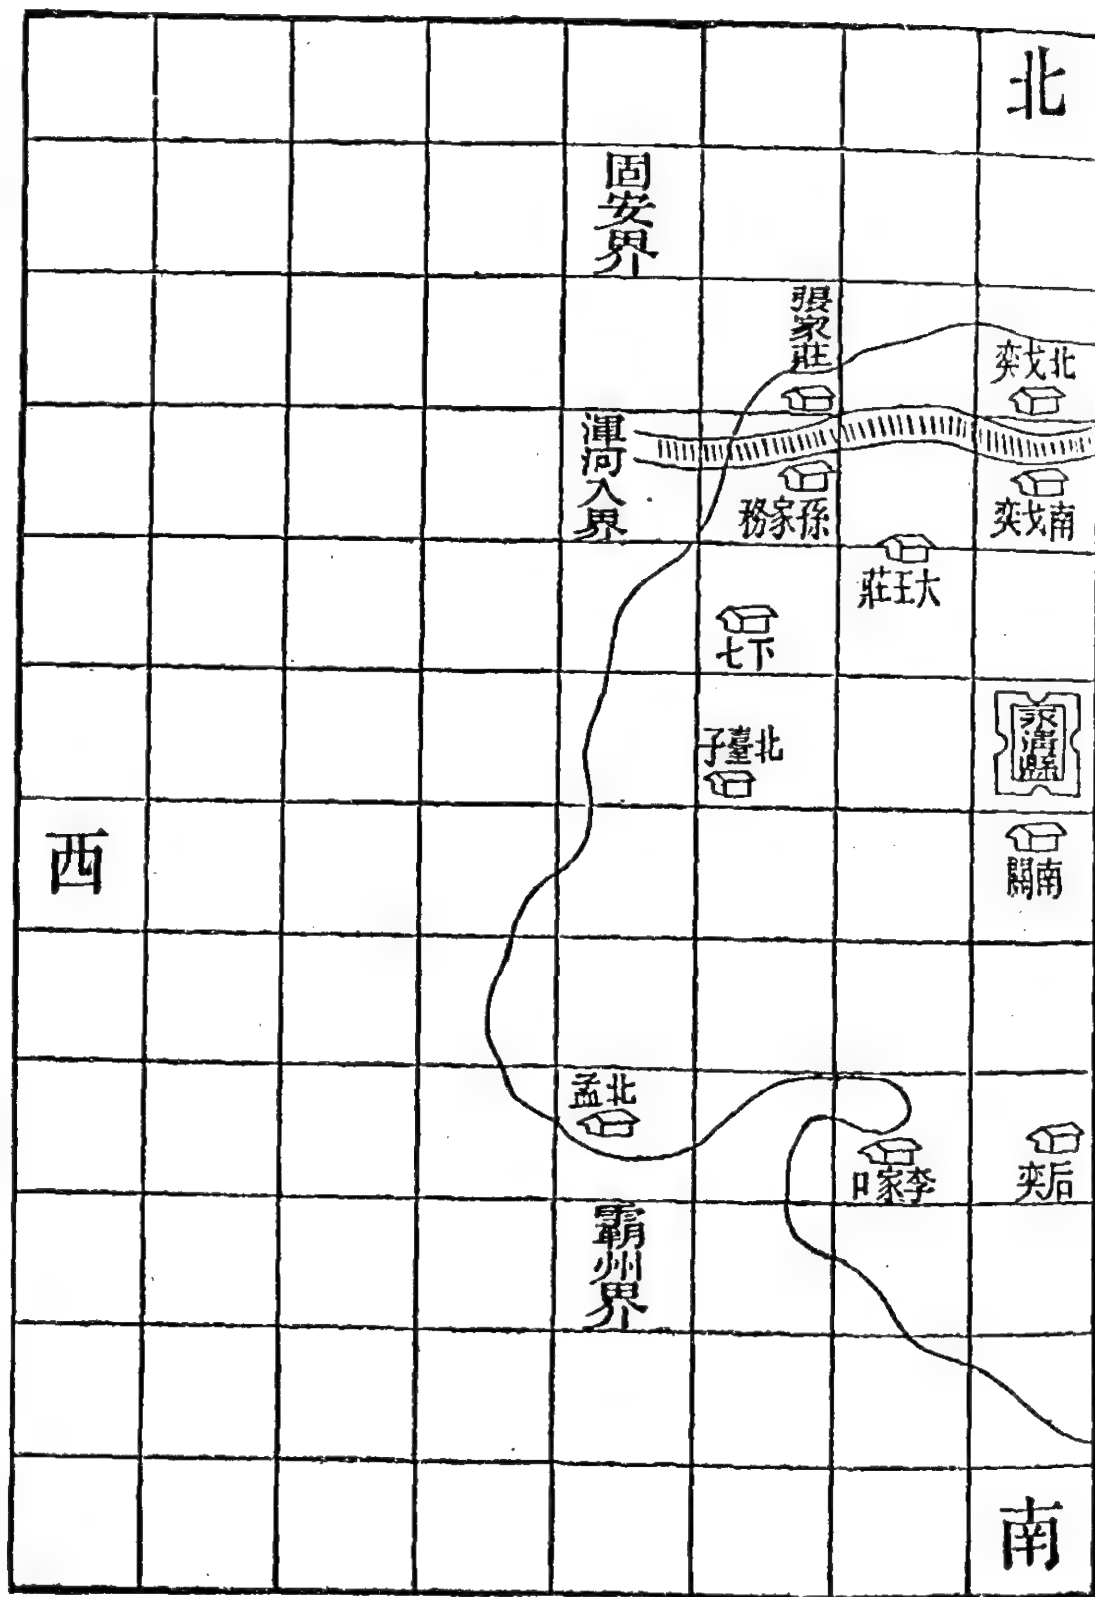 北
固安界
張家莊
北戈奕
渾河入界
孫家務
南戈奕
大王莊
下七
永清縣
北臺子
西
南關
北孟
李家口
后奕
霸州界
南